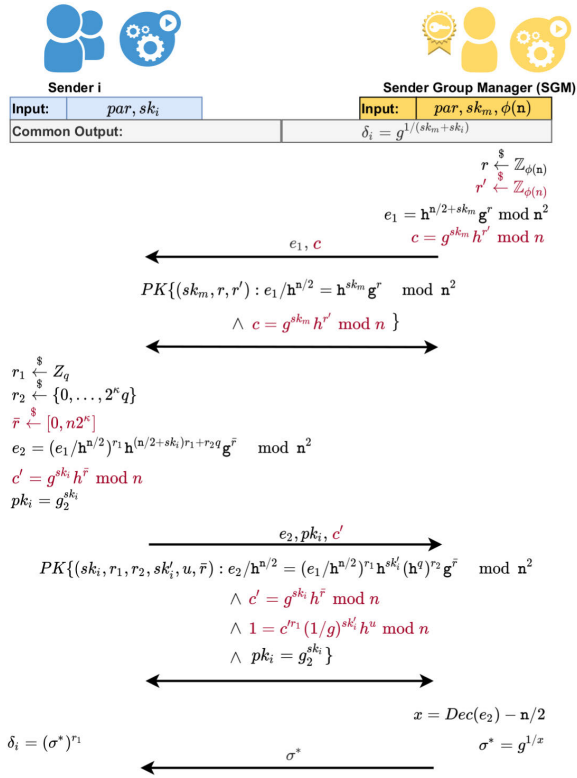 Sender i
Sender Group Manager (SGM)
Input: par, sk_i
Input: par, sk_m, ϕ(n)
Common Output: δ_i = g^{1/(sk_m+sk_i)}
r ←$ ℤ_{ϕ(n)}
r′ ←$ ℤ_{ϕ(n)}
e_1 = h^{n/2+sk_m} g^r mod n^2
c = g^{sk_m} h^{r′} mod n
e_1, c
PK{(sk_m, r, r′) : e_1/h^{n/2} = h^{sk_m} g^r mod n^2
∧ c = g^{sk_m} h^{r′} mod n }
r_1 ←$ Z_q
r_2 ←$ {0, …, 2^κ q}
r̄ ←$ [0, n2^κ]
e_2 = (e_1/h^{n/2})^{r_1} h^{(n/2+sk_i)r_1+r_2q} g^{r̄} mod n^2
c′ = g^{sk_i} h^{r̄} mod n
pk_i = g_2^{sk_i}
e_2, pk_i, c′
PK{(sk_i, r_1, r_2, sk′_i, u, r̄) : e_2/h^{n/2} = (e_1/h^{n/2})^{r_1} h^{sk′_i} (h^q)^{r_2} g^{r̄} mod n^2
∧ c′ = g^{sk_i} h^{r̄} mod n
∧ 1 = c′^{r_1} (1/g)^{sk′_i} h^u mod n
∧ pk_i = g_2^{sk_i}}
x = Dec(e_2) − n/2
δ_i = (σ*)^{r_1}
σ* = g^{1/x}
σ*